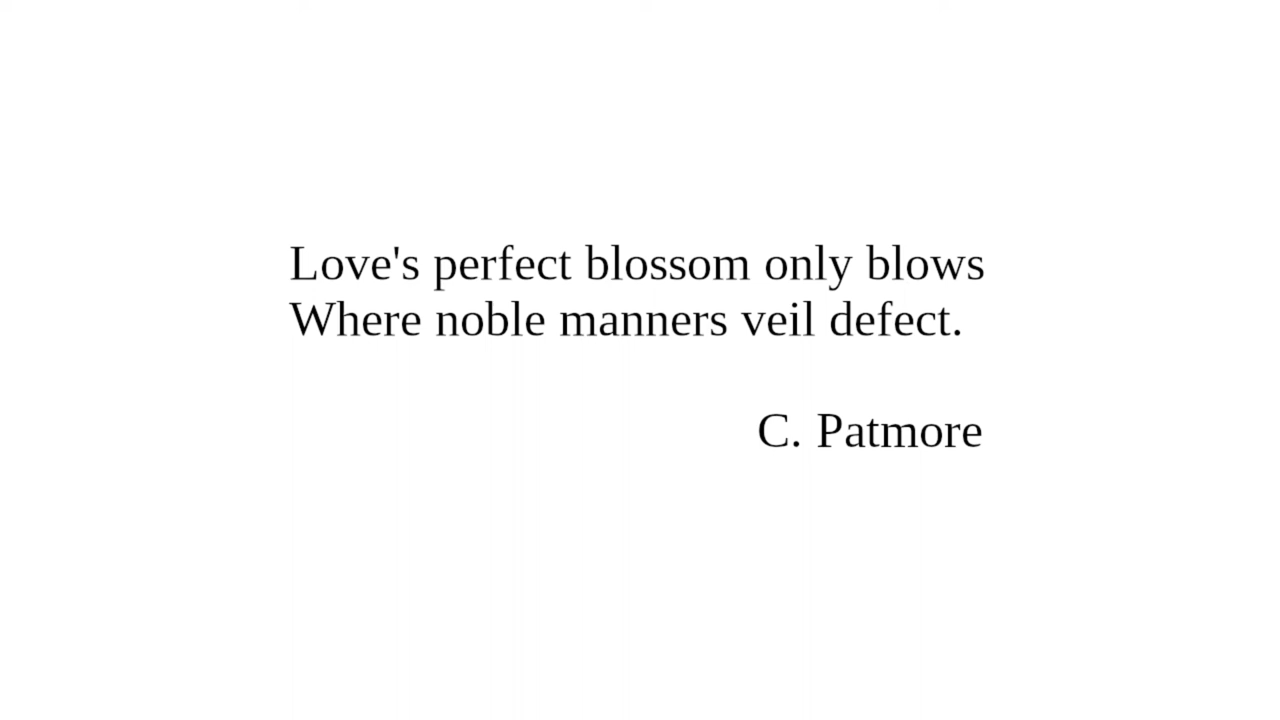 Love's perfect blossom only blows
Where noble manners veil defect.
C. Patmore